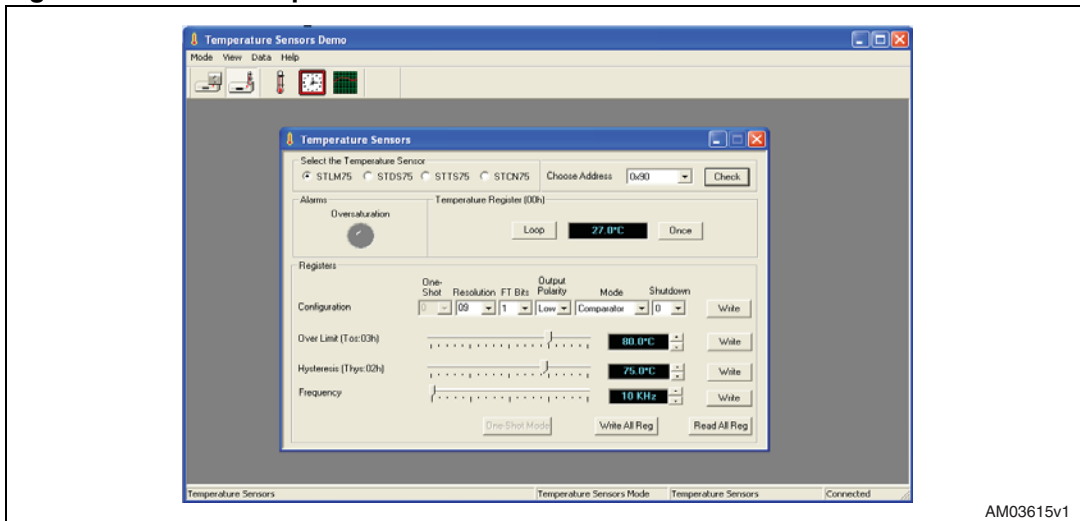 Temperature Sensors Demo
Mode View Data Help
Temperature Sensors
Select the Temperature Sensor
STLM75 STDS75 STTS75 STCN75 Choose Address 0x90 Check
Alarms Temperature Register (00h)
Oversaturation
Loop 27.0°C Once
Registers
One-Shot Resolution FT Bits Output Polarity Mode Shutdown
Configuration 0 09 1 Low Comparator 0 Write
Over Limit (Tos:03h) 80.0°C Write
Hysteresis (Thys:02h) 75.0°C Write
Frequency 10 KHz Write
One-Shot Mode Write All Reg Read All Reg
Temperature Sensors Temperature Sensors Mode Temperature Sensors Connected
AM03615v1